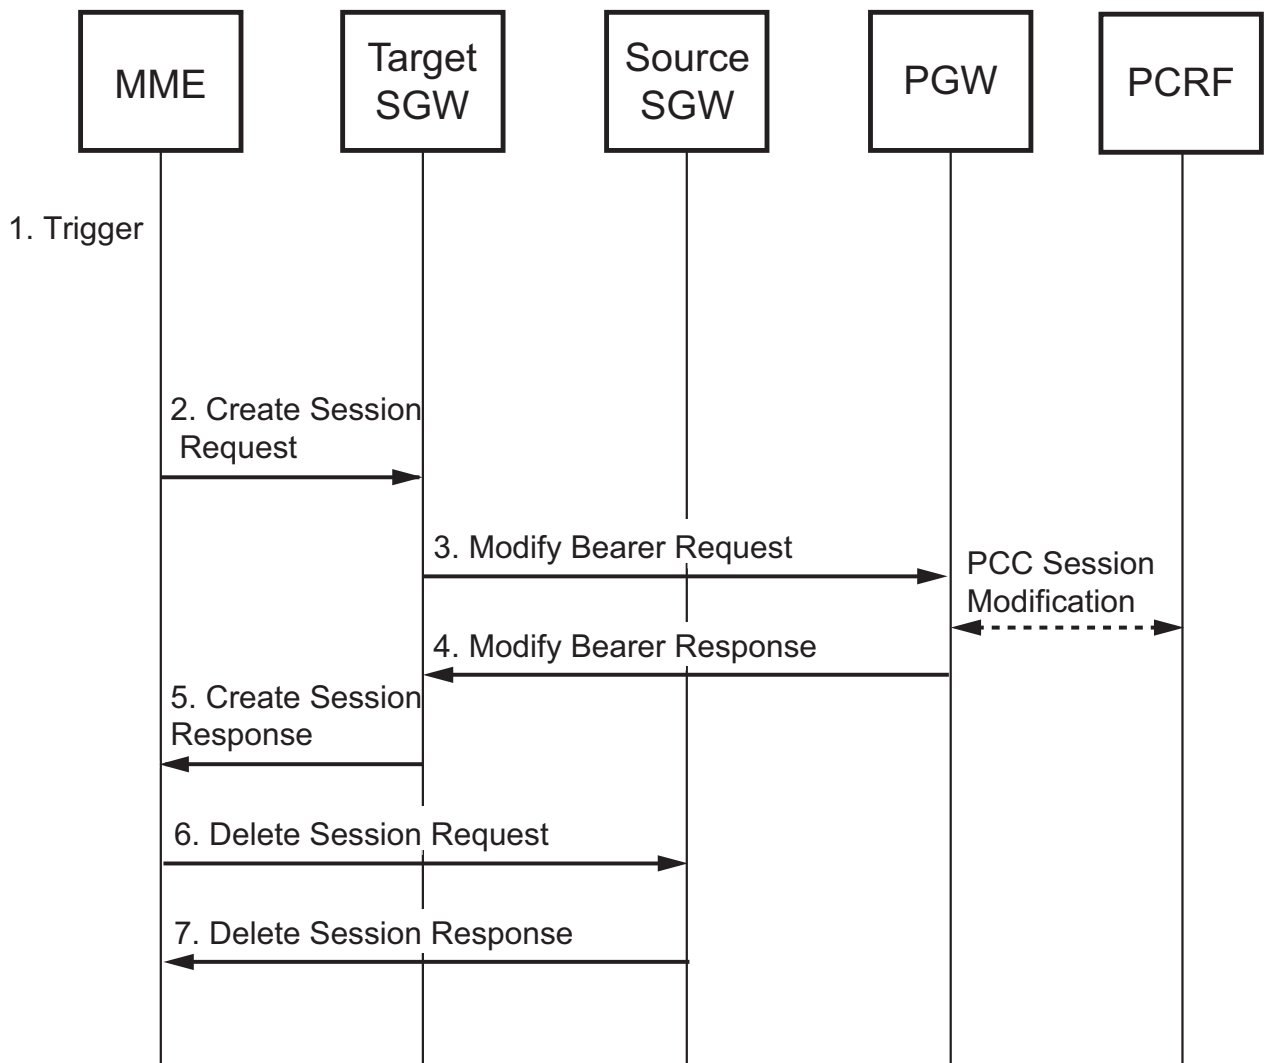 MME
Target
SGW
Source
SGW
PGW
PCRF
1. Trigger
2. Create Session
Request
3. Modify Bearer Request
PCC Session
Modification
4. Modify Bearer Response
5. Create Session
Response
6. Delete Session Request
7. Delete Session Response